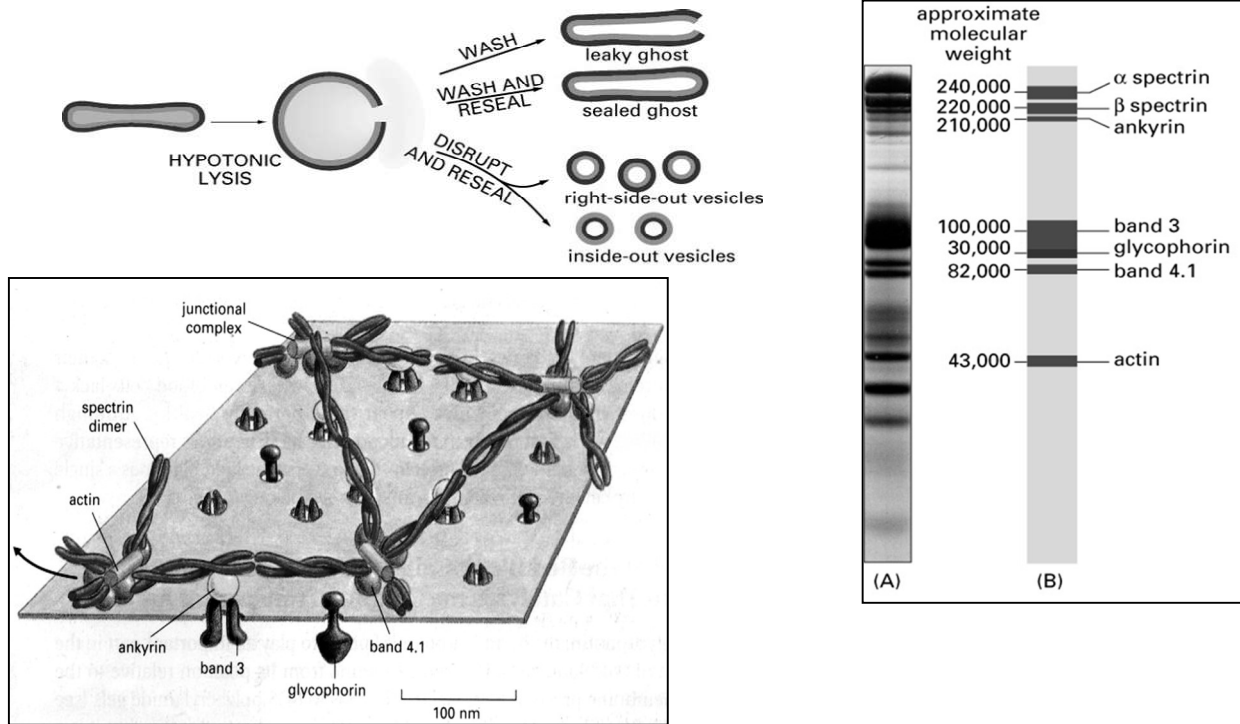 WASH
leaky ghost
WASH AND
RESEAL
sealed ghost
HYPOTONIC
LYSIS
DISRUPT
AND RESEAL
right-side-out vesicles
inside-out vesicles
junctional
complex
spectrin
dimer
actin
ankyrin
band 3
glycophorin
band 4.1
100 nm
approximate
molecular
weight
240,000
α spectrin
220,000
β spectrin
210,000
ankyrin
100,000
band 3
30,000
glycophorin
82,000
band 4.1
43,000
actin
(A)
(B)